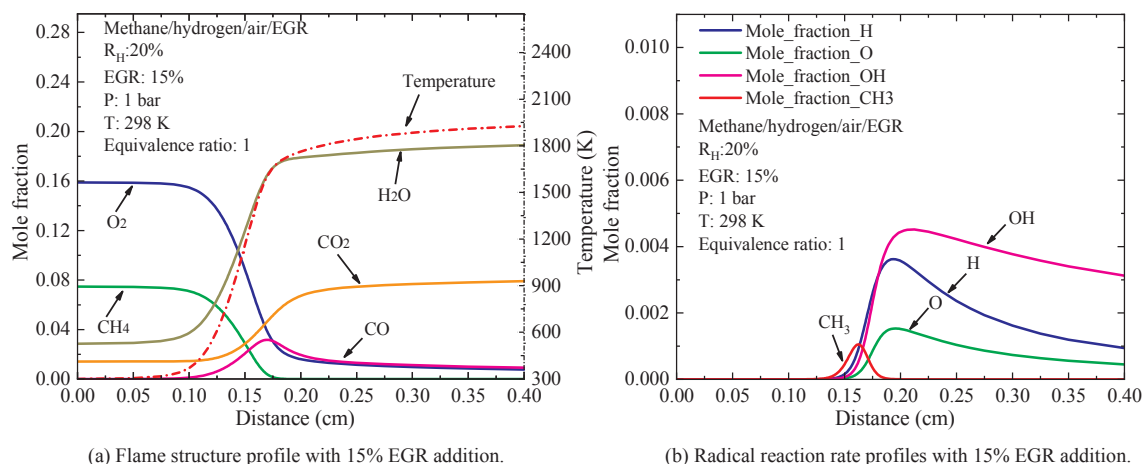 Methane/hydrogen/air/EGR
R_H:20%
EGR: 15%
P: 1 bar
T: 298 K
Equivalence ratio: 1
Temperature
H2O
O2
CO2
CH4
CO
0.28
0.24
0.20
0.16
0.12
0.08
0.04
0.00
Mole fraction
2400
2100
1800
1500
1200
900
600
300
Temperature (K)
0.00 0.05 0.10 0.15 0.20 0.25 0.30 0.35 0.40
Distance (cm)
(a) Flame structure profile with 15% EGR addition.
Mole_fraction_H
Mole_fraction_O
Mole_fraction_OH
Mole_fraction_CH3
Methane/hydrogen/air/EGR
R_H:20%
EGR: 15%
P: 1 bar
T: 298 K
Equivalence ratio: 1
OH
H
O
CH3
0.010
0.008
0.006
0.004
0.002
0.000
Mole fraction
0.00 0.05 0.10 0.15 0.20 0.25 0.30 0.35 0.40
Distance (cm)
(b) Radical reaction rate profiles with 15% EGR addition.